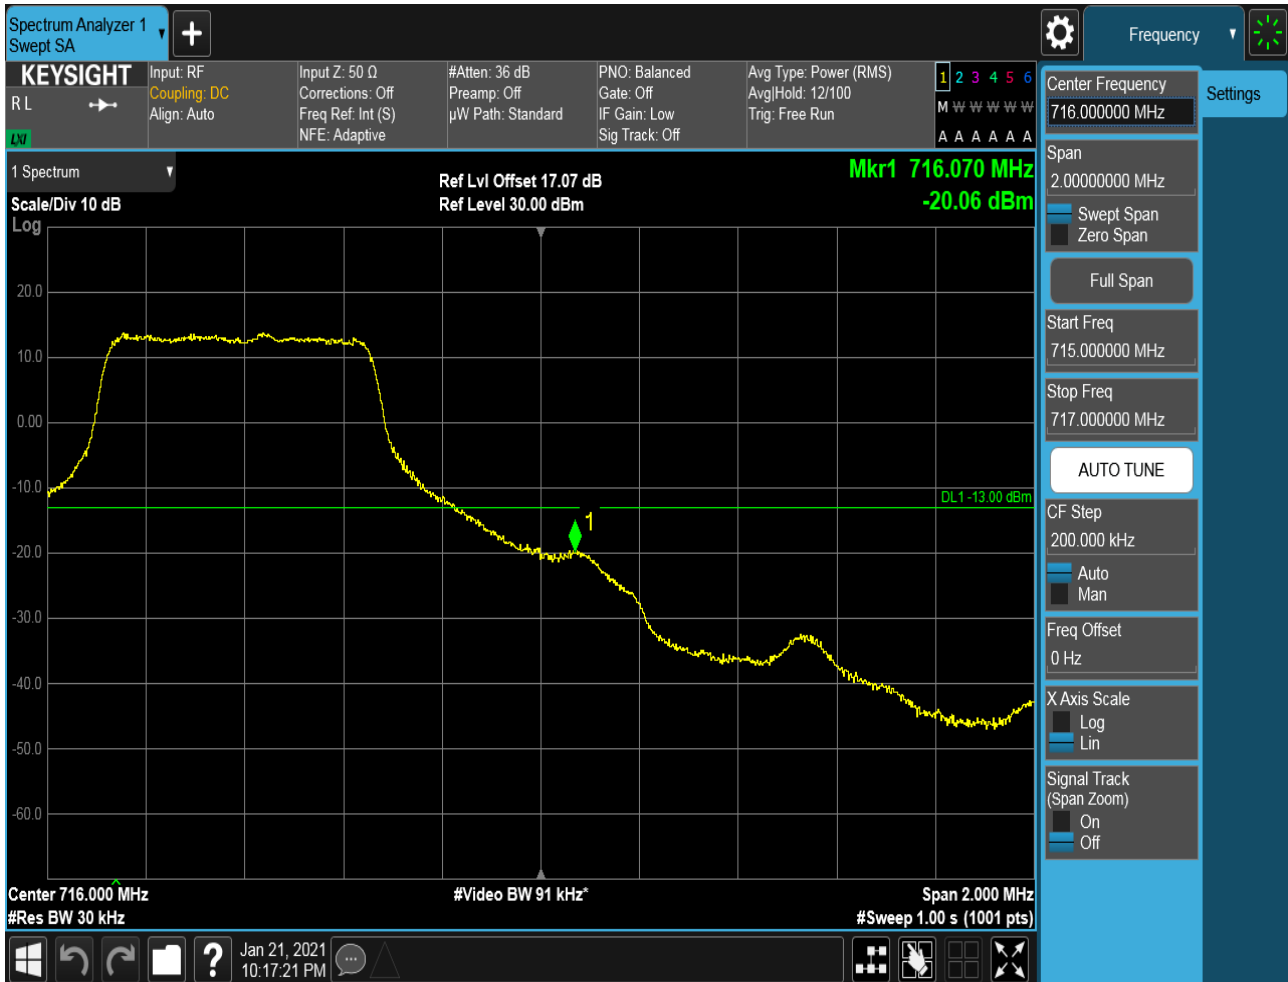 Spectrum Analyzer 1
Swept SA
+
Frequency
KEYSIGHT
R L
LXI
Input: RF
Coupling: DC
Align: Auto
Input Z: 50 Ω
Corrections: Off
Freq Ref: Int (S)
NFE: Adaptive
#Atten: 36 dB
Preamp: Off
µW Path: Standard
PNO: Balanced
Gate: Off
IF Gain: Low
Sig Track: Off
Avg Type: Power (RMS)
Avg|Hold: 12/100
Trig: Free Run
1 2 3 4 5 6
M W W W W W
A A A A A A
1 Spectrum
Scale/Div 10 dB
Log
Ref Lvl Offset 17.07 dB
Ref Level 30.00 dBm
Mkr1 716.070 MHz
-20.06 dBm
20.0
10.0
0.00
-10.0
-20.0
-30.0
-40.0
-50.0
-60.0
DL1 -13.00 dBm
1
Center 716.000 MHz
#Res BW 30 kHz
#Video BW 91 kHz*
Span 2.000 MHz
#Sweep 1.00 s (1001 pts)
Center Frequency
716.000000 MHz
Settings
Span
2.00000000 MHz
Swept Span
Zero Span
Full Span
Start Freq
715.000000 MHz
Stop Freq
717.000000 MHz
AUTO TUNE
CF Step
200.000 kHz
Auto
Man
Freq Offset
0 Hz
X Axis Scale
Log
Lin
Signal Track
(Span Zoom)
On
Off
?
Jan 21, 2021
10:17:21 PM